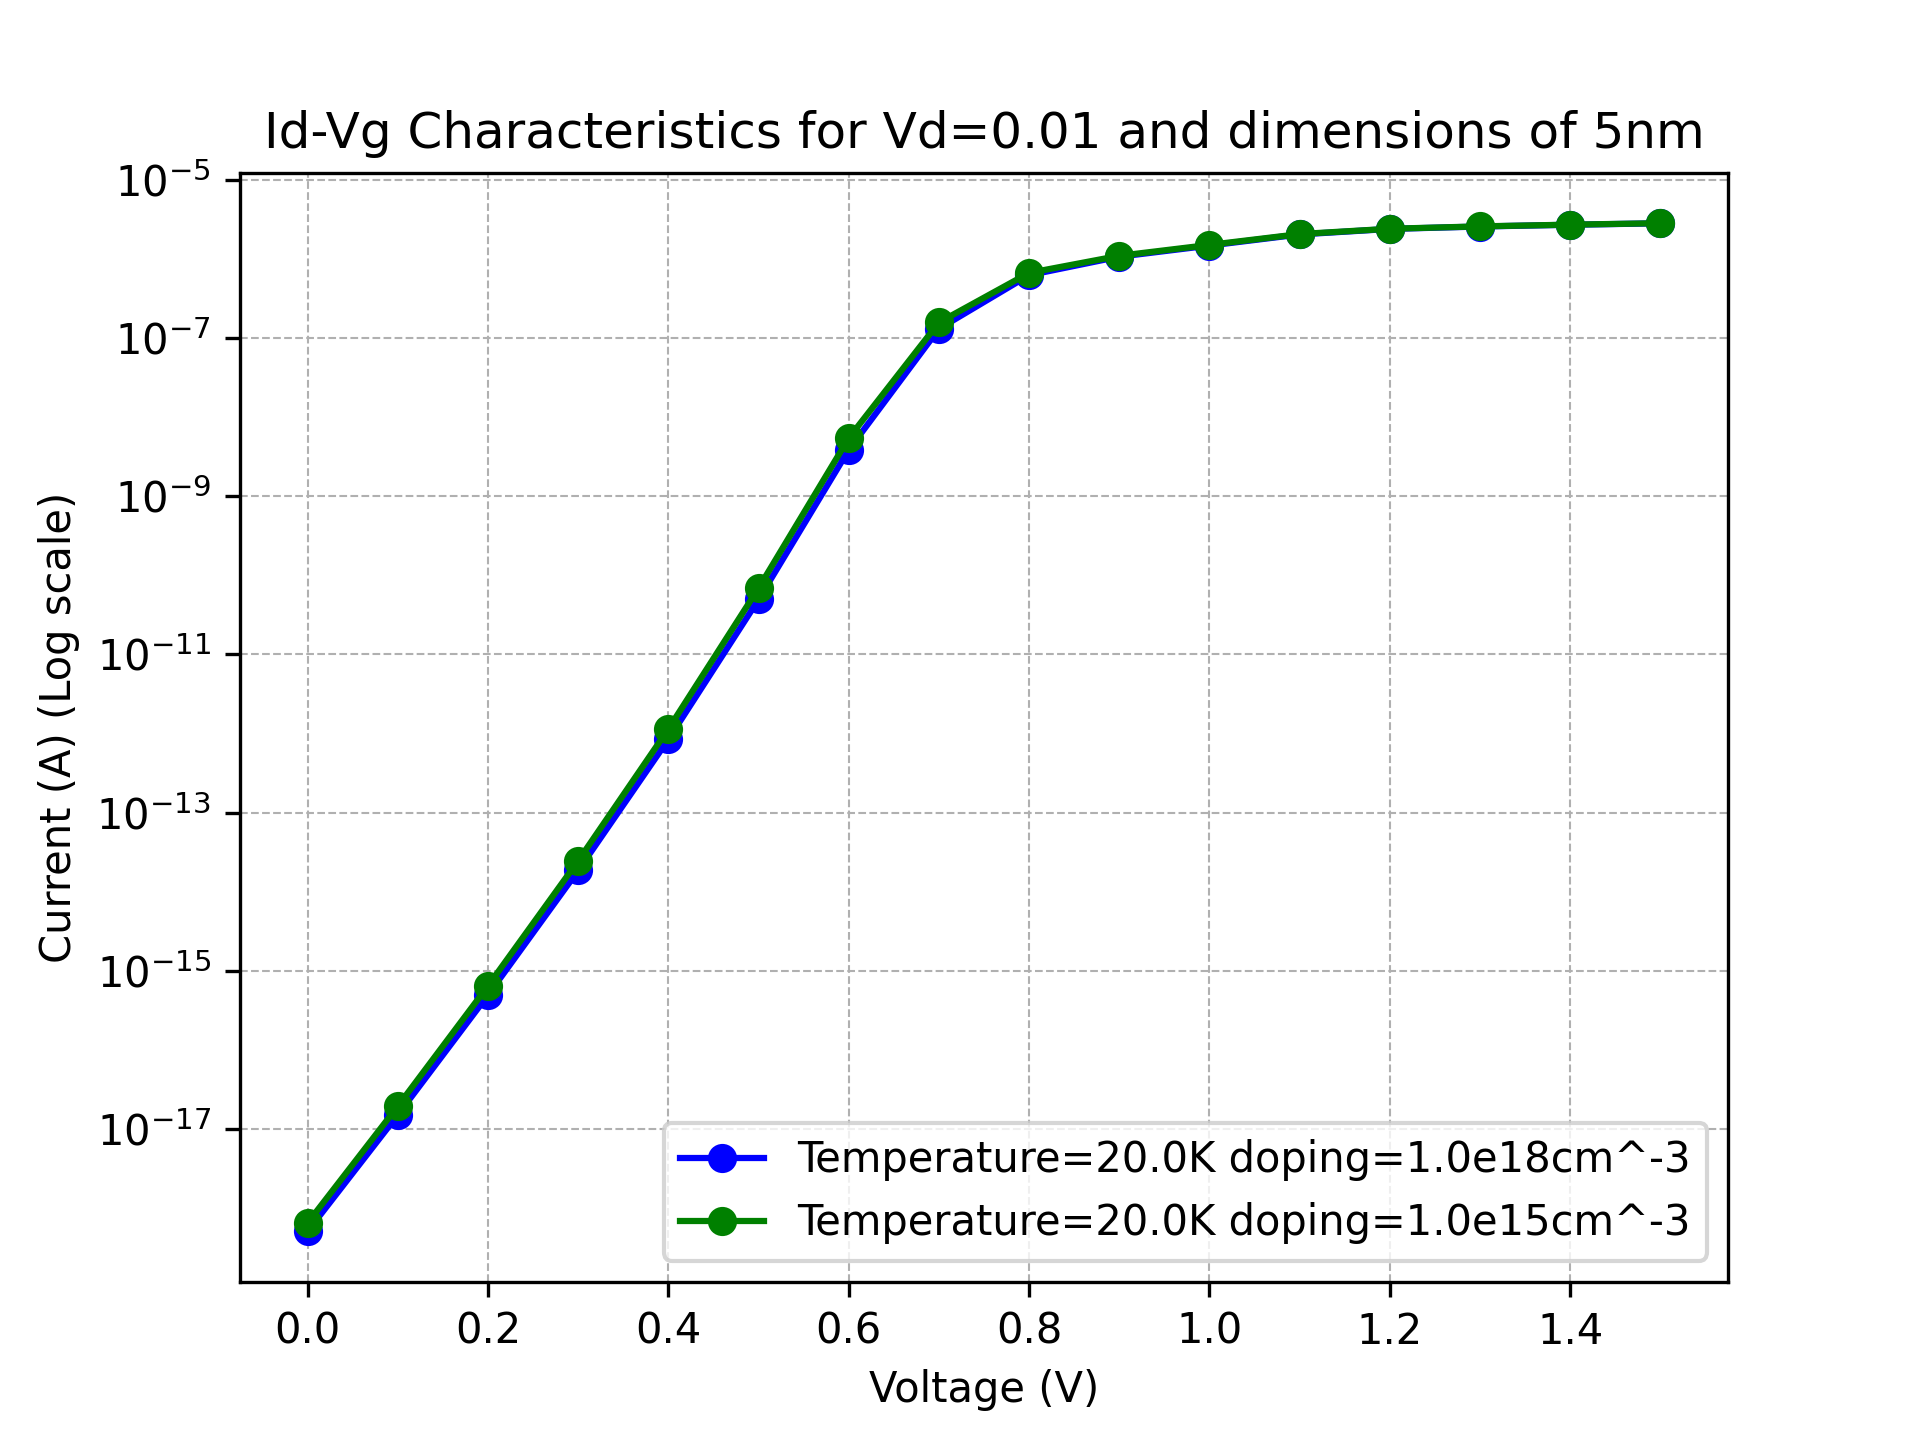 Id-Vg Characteristics for Vd=0.01 and dimensions of 5nm
Current (A) (Log scale)
10⁻⁵
10⁻⁷
10⁻⁹
10⁻¹¹
10⁻¹³
10⁻¹⁵
10⁻¹⁷
Temperature=20.0K doping=1.0e18cm^-3
Temperature=20.0K doping=1.0e15cm^-3
0.0 0.2 0.4 0.6 0.8 1.0 1.2 1.4
Voltage (V)